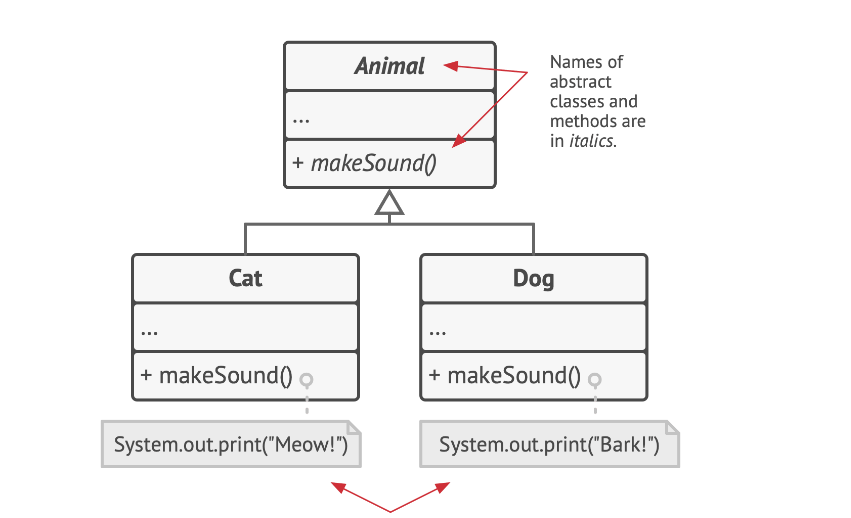 Animal
...
+ makeSound()
Names of
abstract
classes and
methods are
in italics.
Cat
...
+ makeSound()
System.out.print("Meow!")
Dog
...
+ makeSound()
System.out.print("Bark!")